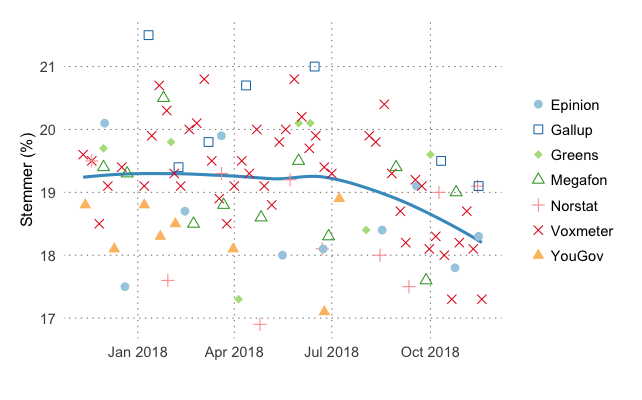 21
20
19
18
17
Stemmer (%)
Jan 2018
Apr 2018
Jul 2018
Oct 2018
Epinion
Gallup
Greens
Megafon
Norstat
Voxmeter
YouGov